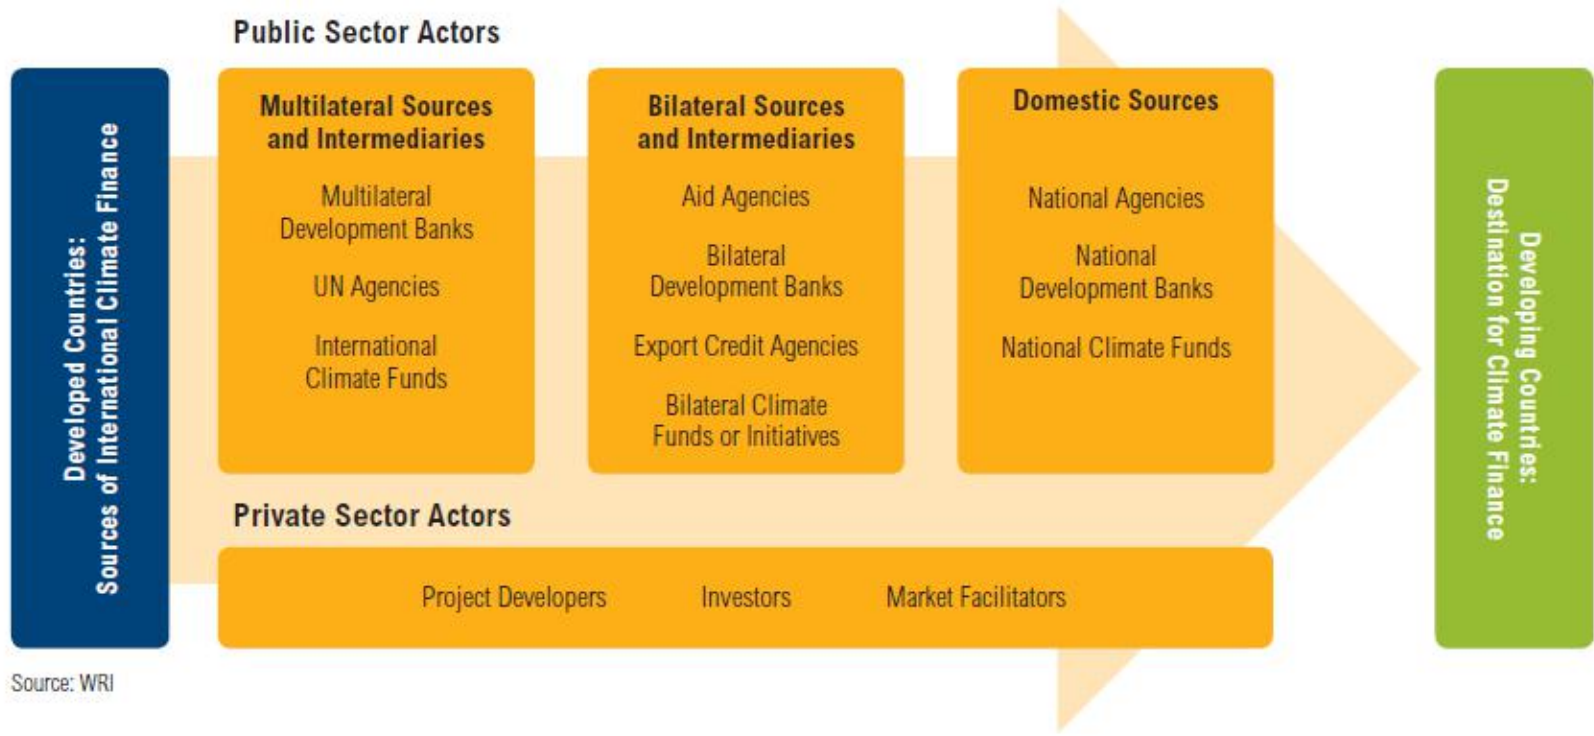 Public Sector Actors
Developed Countries:
Sources of International Climate Finance
Multilateral Sources
and Intermediaries
Multilateral
Development Banks
UN Agencies
International
Climate Funds
Bilateral Sources
and Intermediaries
Aid Agencies
Bilateral
Development Banks
Export Credit Agencies
Bilateral Climate
Funds or Initiatives
Domestic Sources
National Agencies
National
Development Banks
National Climate Funds
Private Sector Actors
Project Developers
Investors
Market Facilitators
Developing Countries:
Destination for Climate Finance
Source: WRI